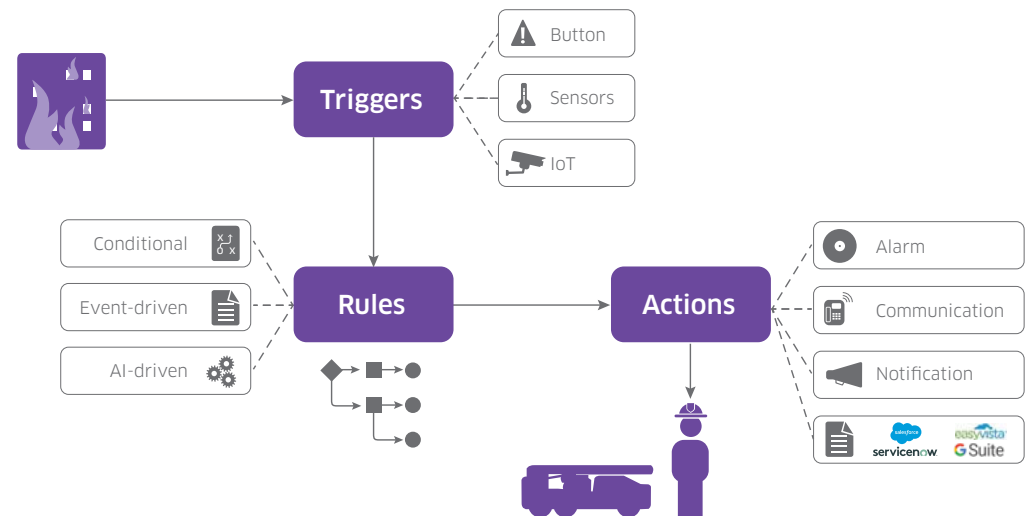 Triggers
Button
Sensors
IoT
Conditional
Event-driven
AI-driven
Rules
Actions
Alarm
Communication
Notification
salesforce
servicenow
easyvista
G Suite